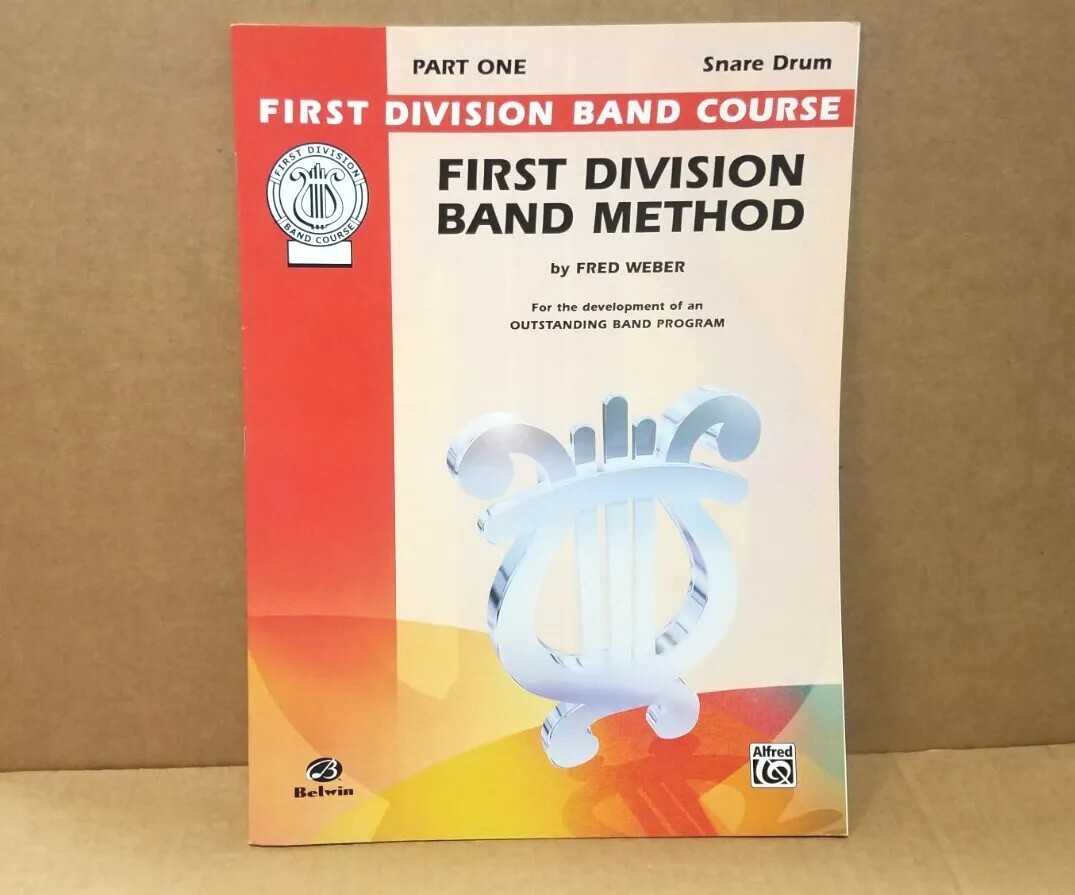 PART ONE
Snare Drum
FIRST DIVISION BAND COURSE
FIRST DIVISION
BAND COURSE
FIRST DIVISION
BAND METHOD
by FRED WEBER
For the development of an
OUTSTANDING BAND PROGRAM
B
Belwin
Alfred